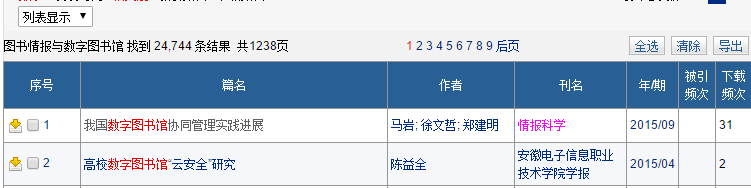 列表显示
图书情报与数字图书馆 找到 24,744 条结果 共1238页 1 2 3 4 5 6 7 8 9 后页 全选 清除 导出
序号 篇名 作者 刊名 年/期 被引频次 下载频次
1 我国数字图书馆协同管理实践进展 马岩; 徐文哲; 郑建明 情报科学 2015/09 31
2 高校数字图书馆“云安全”研究 陈益全 安徽电子信息职业技术学院学报 2015/04 2